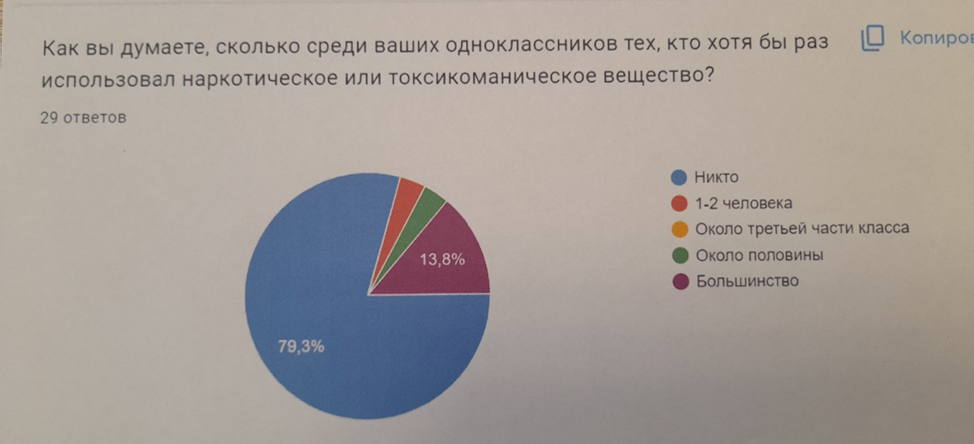 Как вы думаете, сколько среди ваших одноклассников тех, кто хотя бы раз
использовал наркотическое или токсикоманическое вещество?
Копиров
29 ответов
Никто
1-2 человека
Около третьей части класса
Около половины
Большинство
13,8%
79,3%